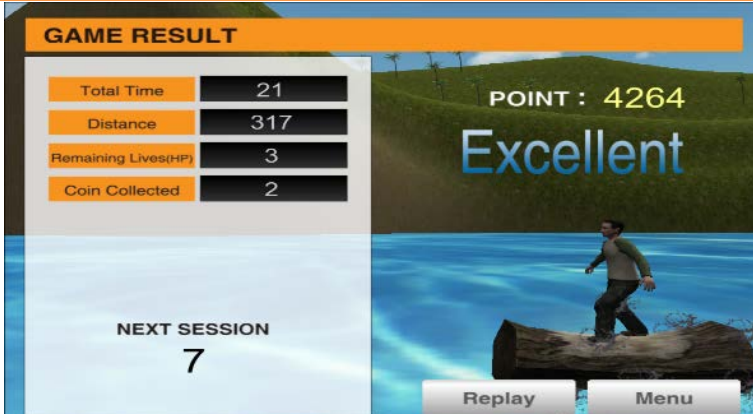 GAME RESULT
Total Time 21
Distance 317
Remaining Lives(HP) 3
Coin Collected 2
POINT : 4264
Excellent
NEXT SESSION
7
Replay Menu